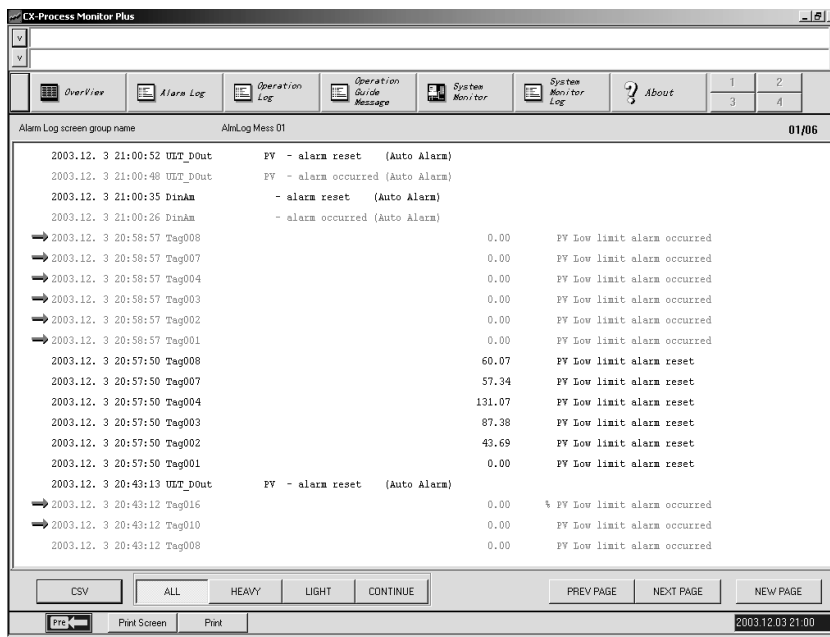 CX-Process Monitor Plus
v
v
OverView Alarm Log Operation Log Operation Guide Message System Monitor System Monitor Log About 1 2 3 4
Alarm Log screen group name AlmLog Mess 01 01/06
2003.12. 3 21:00:52 ULT_DOut PV - alarm reset (Auto Alarm)
2003.12. 3 21:00:48 ULT_DOut PV - alarm occurred (Auto Alarm)
2003.12. 3 21:00:35 DinAm - alarm reset (Auto Alarm)
2003.12. 3 21:00:26 DinAm - alarm occurred (Auto Alarm)
2003.12. 3 20:58:57 Tag008 0.00 PV Low limit alarm occurred
2003.12. 3 20:58:57 Tag007 0.00 PV Low limit alarm occurred
2003.12. 3 20:58:57 Tag004 0.00 PV Low limit alarm occurred
2003.12. 3 20:58:57 Tag003 0.00 PV Low limit alarm occurred
2003.12. 3 20:58:57 Tag002 0.00 PV Low limit alarm occurred
2003.12. 3 20:58:57 Tag001 0.00 PV Low limit alarm occurred
2003.12. 3 20:57:50 Tag008 60.07 PV Low limit alarm reset
2003.12. 3 20:57:50 Tag007 57.34 PV Low limit alarm reset
2003.12. 3 20:57:50 Tag004 131.07 PV Low limit alarm reset
2003.12. 3 20:57:50 Tag003 87.38 PV Low limit alarm reset
2003.12. 3 20:57:50 Tag002 43.69 PV Low limit alarm reset
2003.12. 3 20:57:50 Tag001 0.00 PV Low limit alarm reset
2003.12. 3 20:43:13 ULT_DOut PV - alarm reset (Auto Alarm)
2003.12. 3 20:43:12 Tag016 0.00 % PV Low limit alarm occurred
2003.12. 3 20:43:12 Tag010 0.00 PV Low limit alarm occurred
2003.12. 3 20:43:12 Tag008 0.00 PV Low limit alarm occurred
CSV ALL HEAVY LIGHT CONTINUE PREV PAGE NEXT PAGE NEW PAGE
Pre Print Screen Print 2003.12.03 21:00